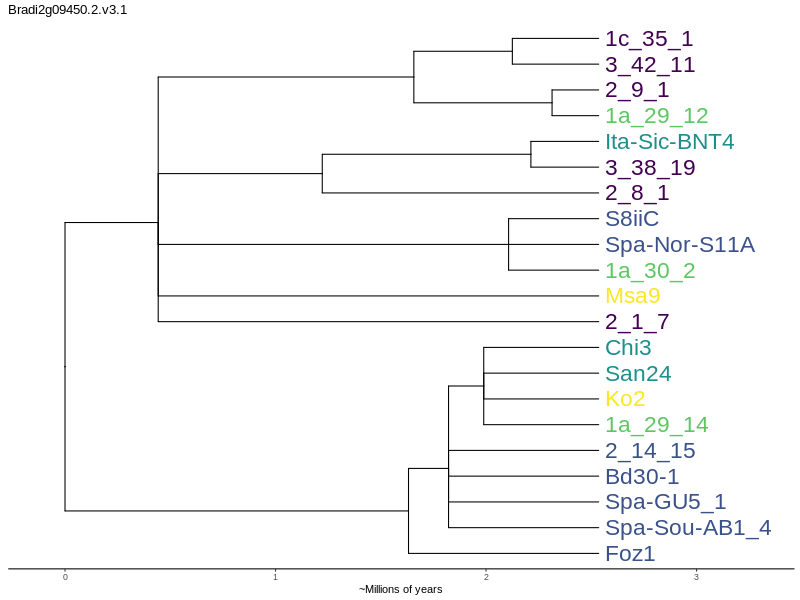 Bradi2g09450.2.v3.1
1c_35_1
3_42_11
2_9_1
1a_29_12
Ita-Sic-BNT4
3_38_19
2_8_1
S8iiC
Spa-Nor-S11A
1a_30_2
Msa9
2_1_7
Chi3
San24
Ko2
1a_29_14
2_14_15
Bd30-1
Spa-GU5_1
Spa-Sou-AB1_4
Foz1
0 1 2 3
~Millions of years